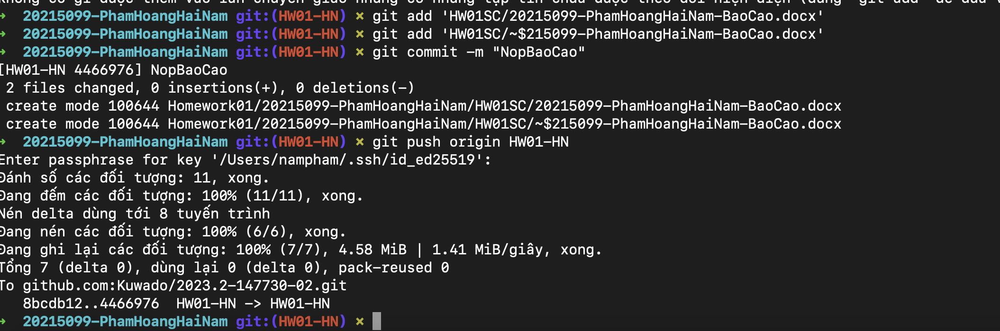 ➜  20215099-PhamHoangHaiNam git:(HW01-HN) × git add 'HW01SC/20215099-PhamHoangHaiNam-BaoCao.docx'
➜  20215099-PhamHoangHaiNam git:(HW01-HN) × git add 'HW01SC/~$215099-PhamHoangHaiNam-BaoCao.docx'
➜  20215099-PhamHoangHaiNam git:(HW01-HN) × git commit -m "NopBaoCao"
[HW01-HN 4466976] NopBaoCao
 2 files changed, 0 insertions(+), 0 deletions(-)
 create mode 100644 Homework01/20215099-PhamHoangHaiNam/HW01SC/20215099-PhamHoangHaiNam-BaoCao.docx
 create mode 100644 Homework01/20215099-PhamHoangHaiNam/HW01SC/~$215099-PhamHoangHaiNam-BaoCao.docx
➜  20215099-PhamHoangHaiNam git:(HW01-HN) × git push origin HW01-HN
Enter passphrase for key '/Users/nampham/.ssh/id_ed25519':
Đánh số các đối tượng: 11, xong.
Đang đếm các đối tượng: 100% (11/11), xong.
Nén delta dùng tới 8 tuyến trình
Đang nén các đối tượng: 100% (6/6), xong.
Đang ghi lại các đối tượng: 100% (7/7), 4.58 MiB | 1.41 MiB/giây, xong.
Tổng 7 (delta 0), dùng lại 0 (delta 0), pack-reused 0
To github.com:Kuwado/2023.2-147730-02.git
   8bcdb12..4466976  HW01-HN -> HW01-HN
➜  20215099-PhamHoangHaiNam git:(HW01-HN) ×